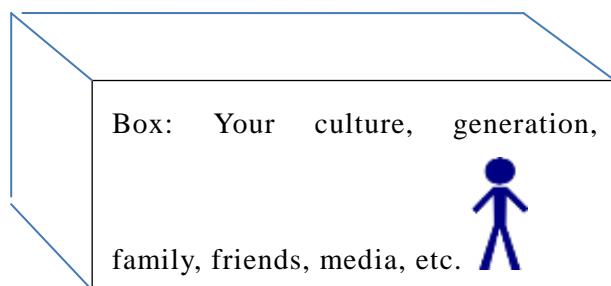 Box: Your culture, generation,
family, friends, media, etc.